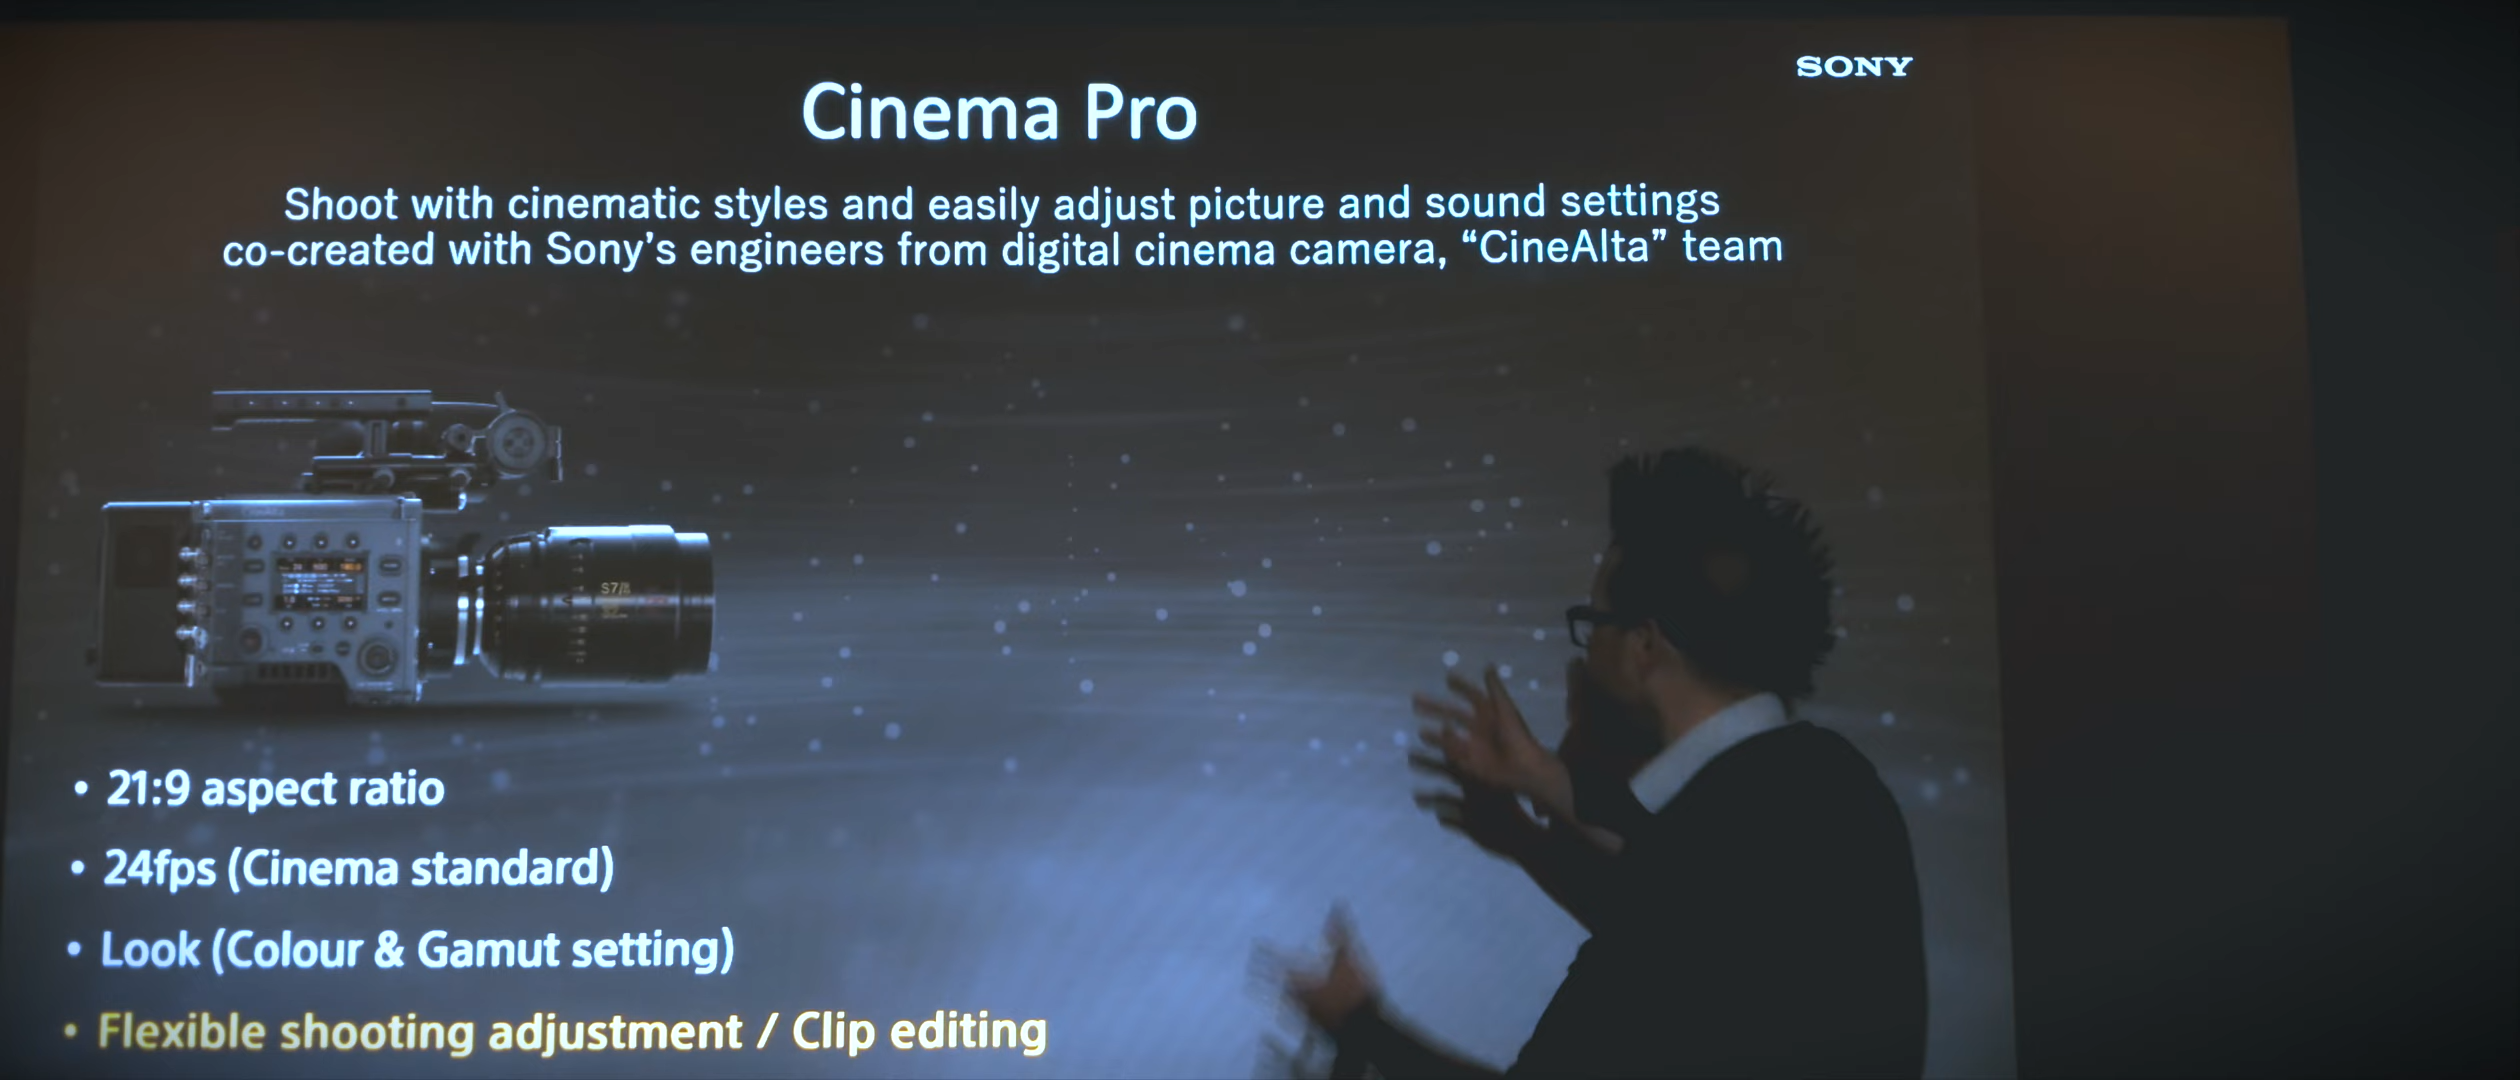 SONY
Cinema Pro
Shoot with cinematic styles and easily adjust picture and sound settings
co-created with Sony’s engineers from digital cinema camera, “CineAlta” team
S7/i
• 21:9 aspect ratio
• 24fps (Cinema standard)
• Look (Colour & Gamut setting)
• Flexible shooting adjustment / Clip editing